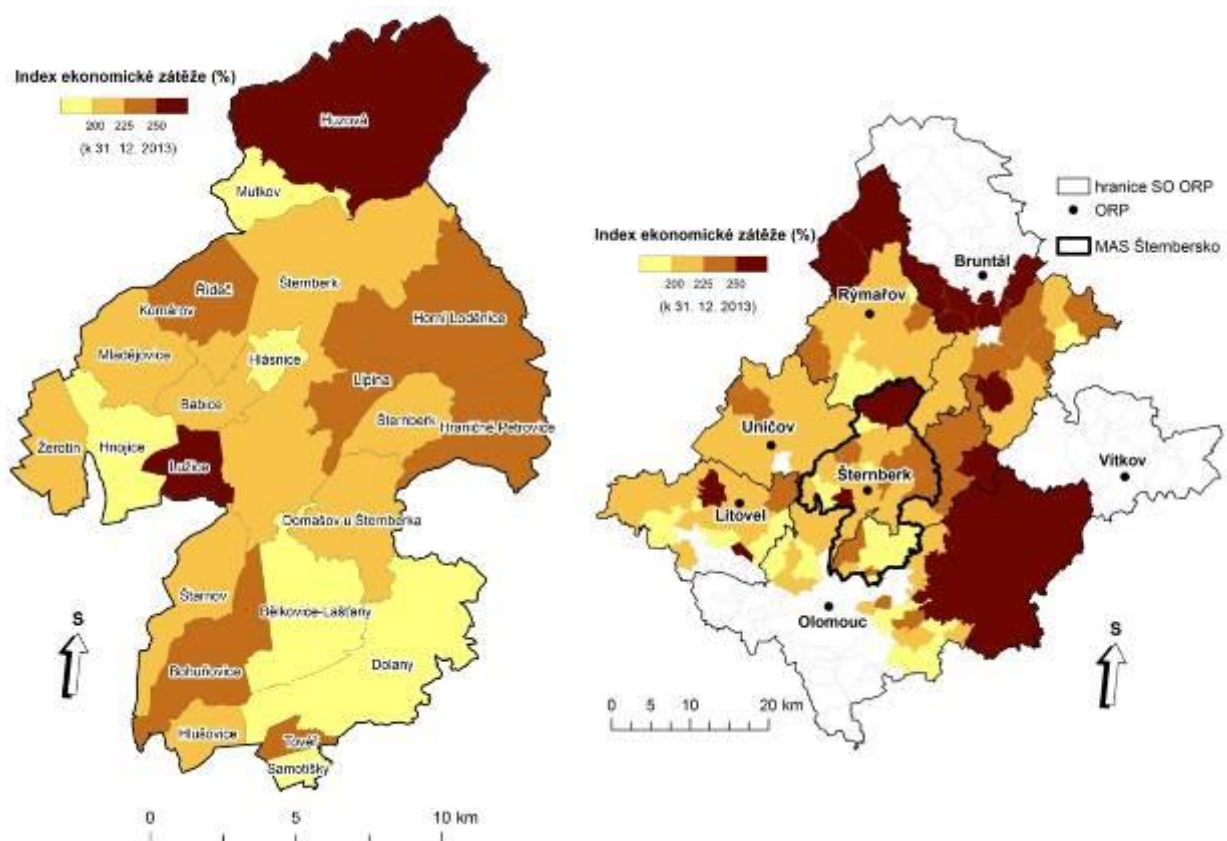 Index ekonomické zátěže (%)
200 225 250
(k 31. 12. 2013)
Huzová
Mutkov
Řídeč
Šternberk
Komárov
Horní Loděnice
Mladějovice
Hlásnice
Lipina
Babice
Šternberk
Hraničné Petrovice
Žerotín
Hnojice
Lužice
Domašov u Šternberka
Štarnov
Bělkovice-Lašťany
Bohuňovice
Dolany
Hlušovice
Tovéř
Samotišky
S
0 5 10 km
hranice SO ORP
ORP
MAS Šternbersko
Index ekonomické zátěže (%)
200 225 250
(k 31. 12. 2013)
Bruntál
Rýmařov
Uničov
Vítkov
Šternberk
Litovel
Olomouc
S
0 5 10 20 km